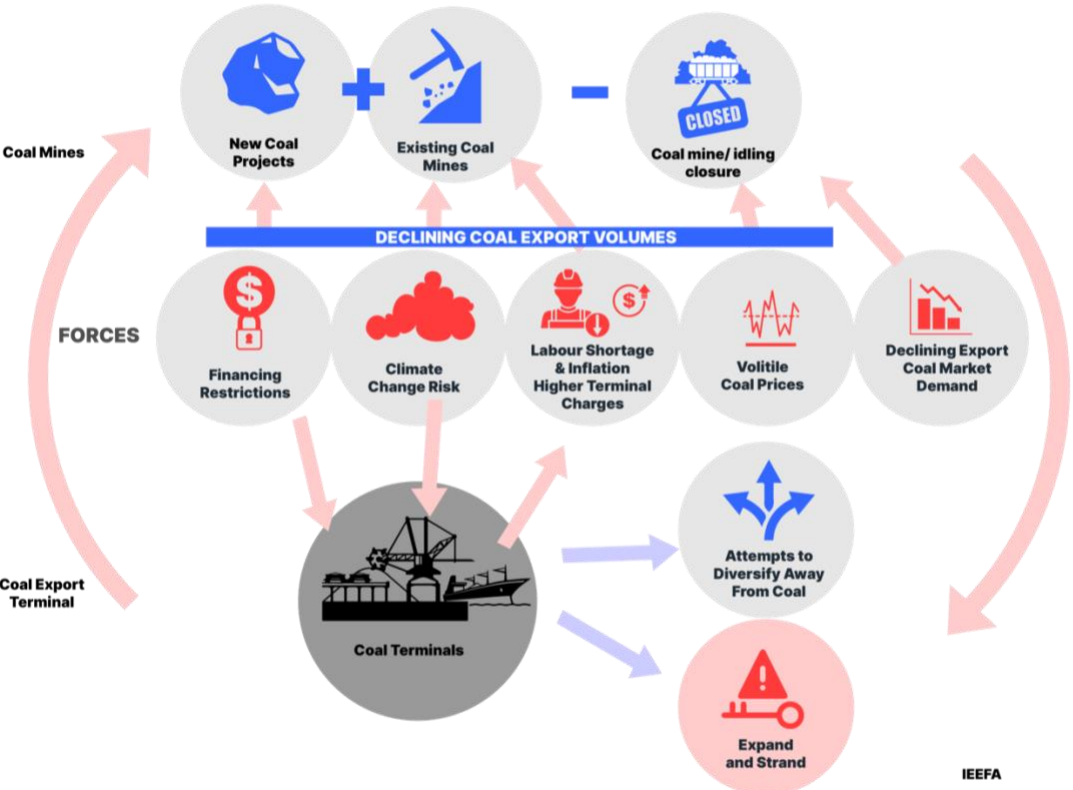 New Coal
Projects
Existing Coal
Mines
CLOSED
Coal mine/ idling
closure
Coal Mines
DECLINING COAL EXPORT VOLUMES
FORCES
$
Financing
Restrictions
Climate
Change Risk
$
Labour Shortage
& Inflation
Higher Terminal
Charges
Volitile
Coal Prices
Declining Export
Coal Market
Demand
Coal Export
Terminal
Coal Terminals
Attempts to
Diversify Away
From Coal
Expand
and Strand
IEEFA